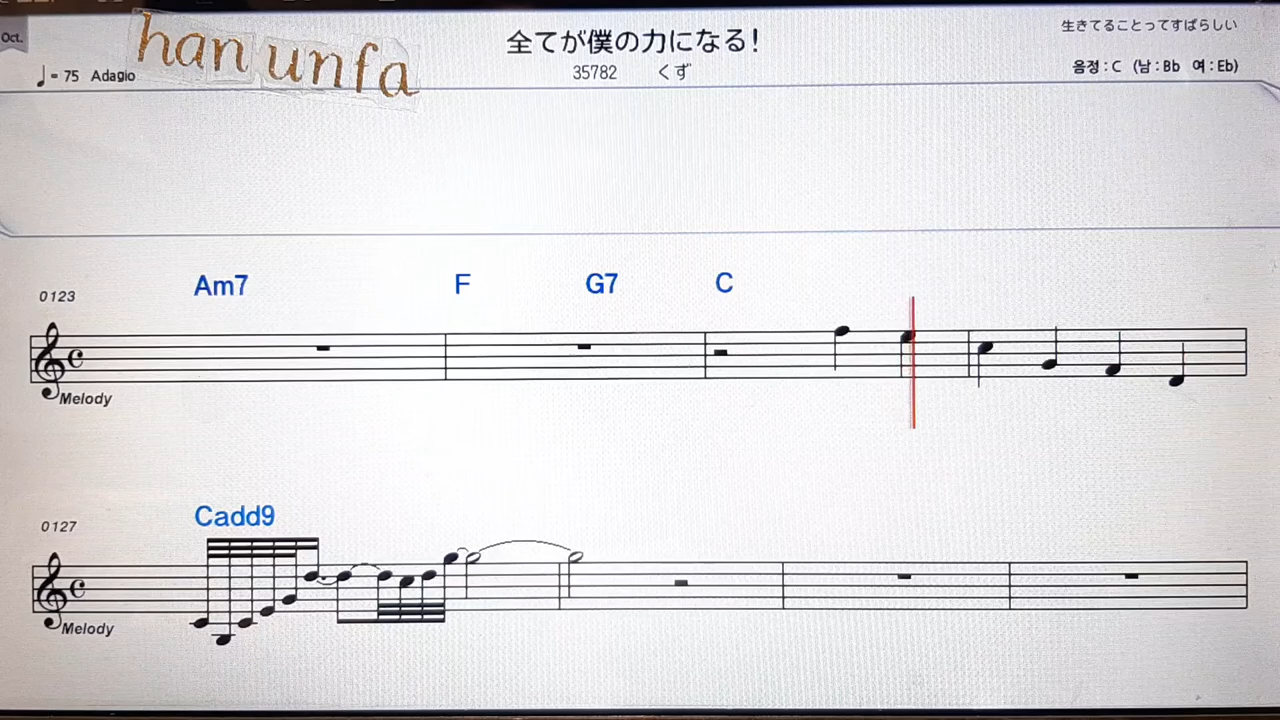 Oct.
han unfa
全てが僕の力になる!
生きてることってすばらしい
♩= 75 Adagio
35782 くず
음정 : C (남 : Bb 여 : Eb)
Am7 F G7 C
0123
Melody
Cadd9
0127
Melody